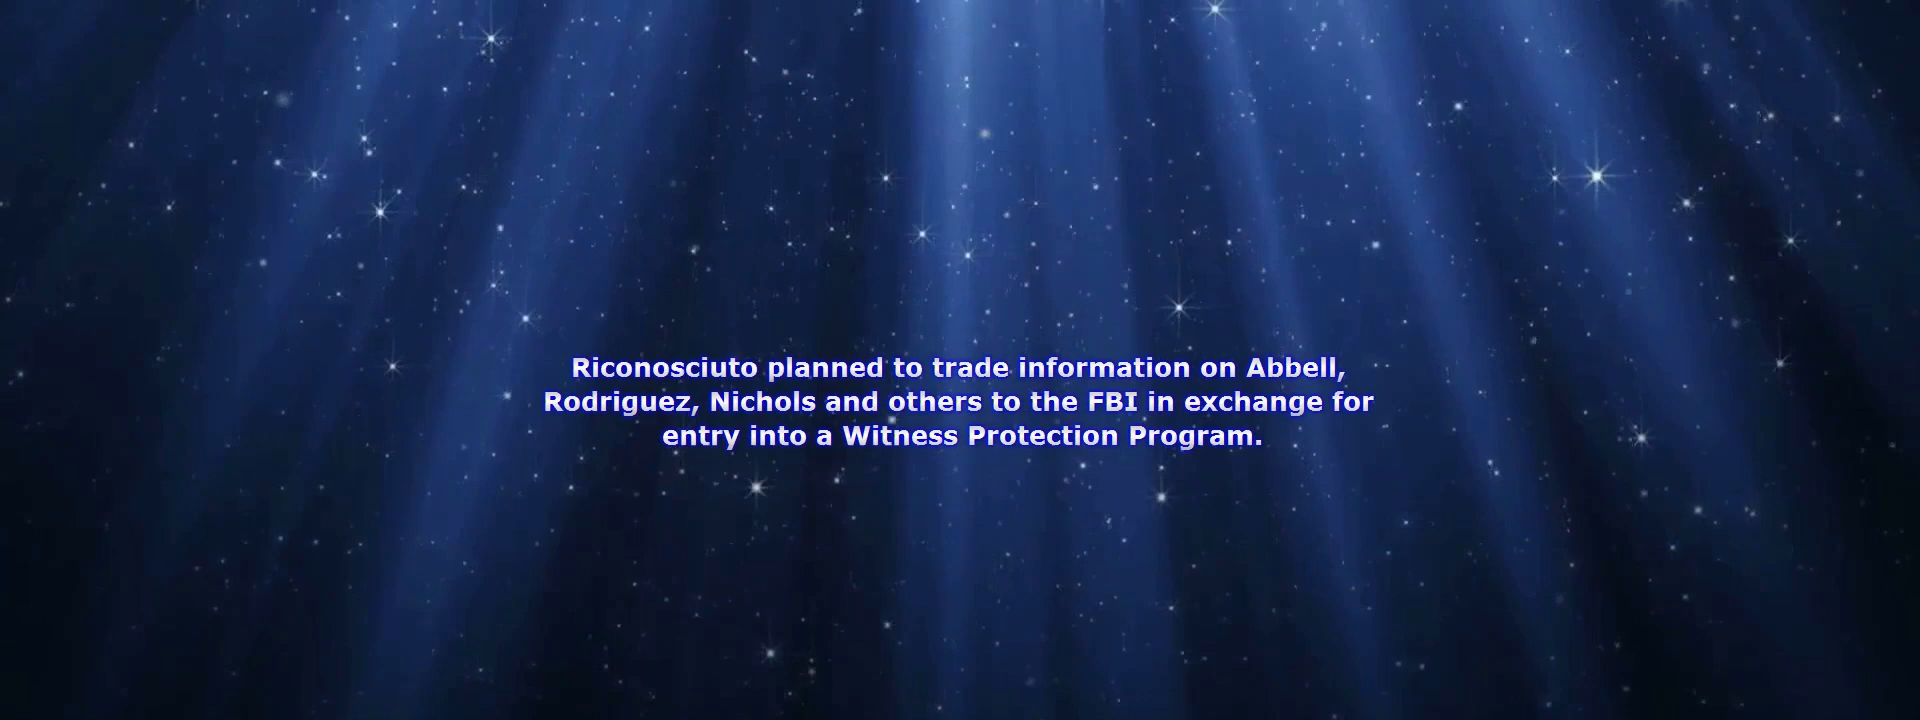 Riconosciuto planned to trade information on Abbell,
Rodriguez, Nichols and others to the FBI in exchange for
entry into a Witness Protection Program.